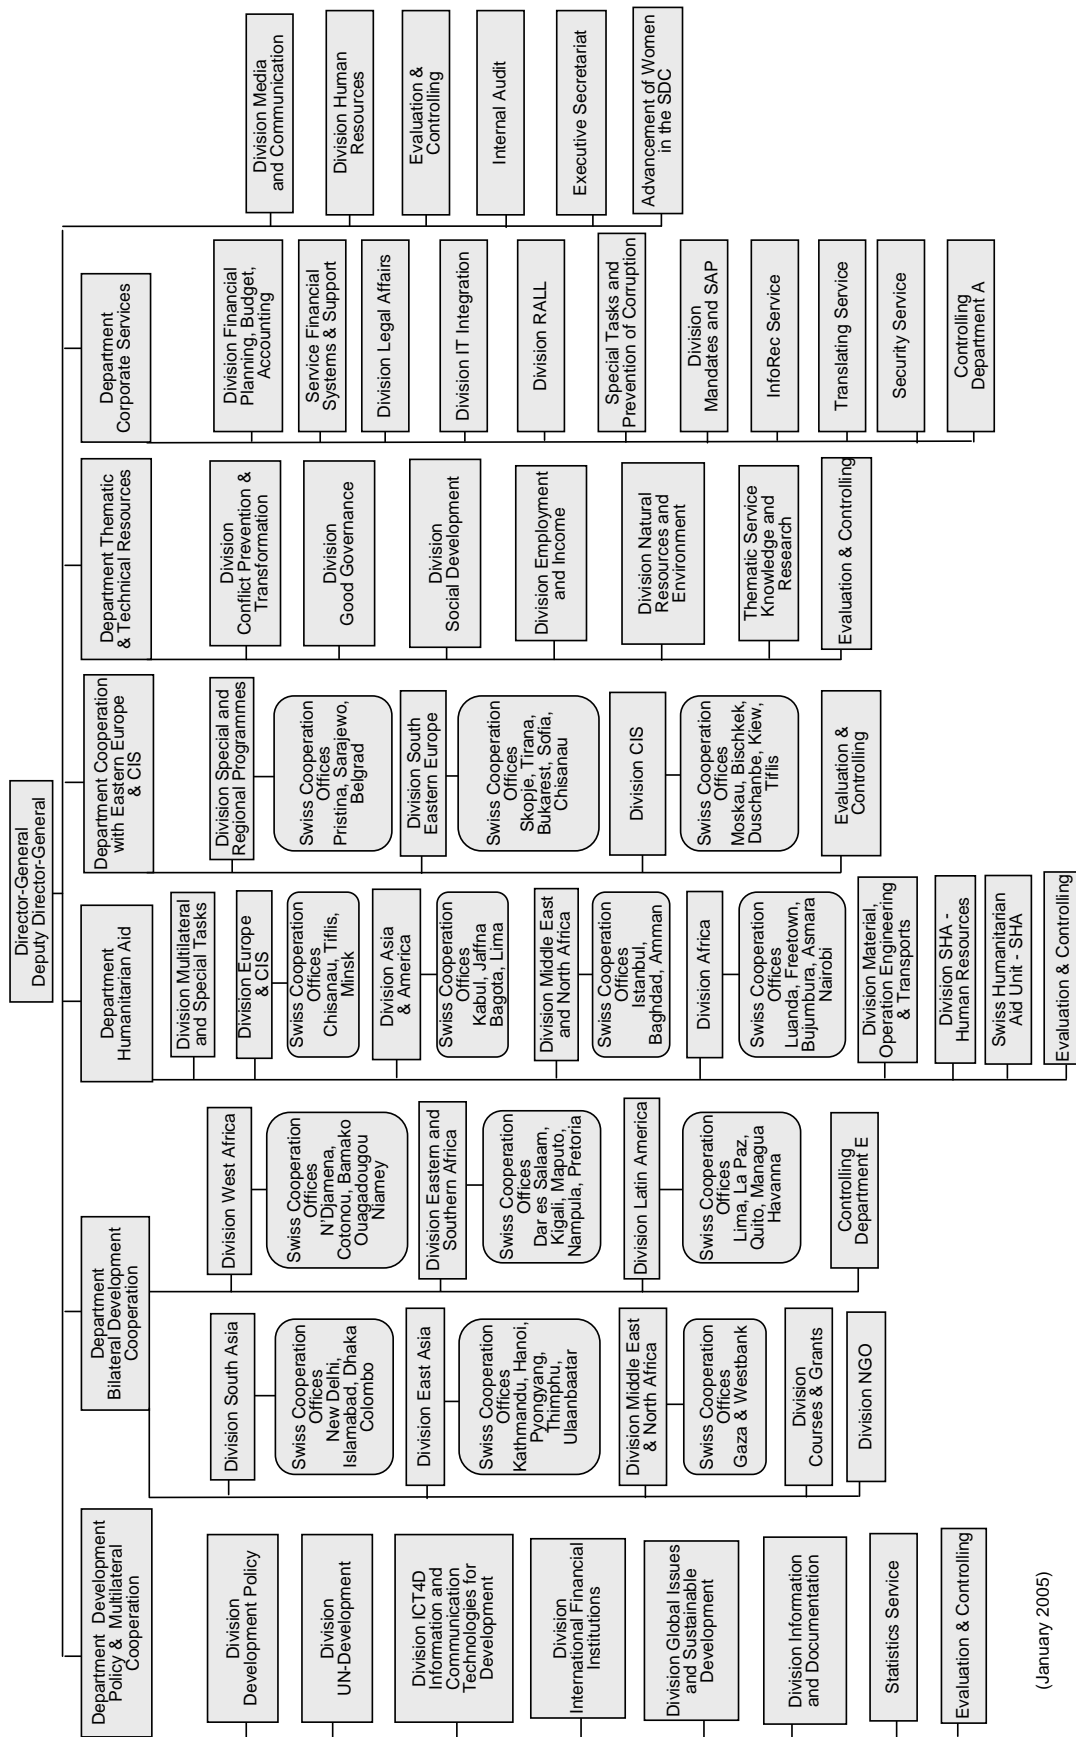 Director-General
Deputy Director-General
Department Development
Policy & Multilateral
Cooperation
Division
Development Policy
Division
UN-Development
Division ICT4D
Information and
Communication
Technologies for
Development
Division
International Financial
Institutions
Division Global Issues
and Sustainable
Development
Division Information
and Documentation
Statistics Service
Evaluation & Controlling
Department
Bilateral Development
Cooperation
Division South Asia
Swiss Cooperation
Offices
New Delhi,
Islamabad, Dhaka
Colombo
Division East Asia
Swiss Cooperation
Offices
Kathmandu, Hanoi,
Pyongyang,
Thimphu,
Ulaanbaatar
Division Middle East
& North Africa
Swiss Cooperation
Offices
Gaza & Westbank
Division
Courses & Grants
Division NGO
Division West Africa
Swiss Cooperation
Offices
N'Djamena,
Cotonou, Bamako
Ouagadougou
Niamey
Division Eastern and
Southern Africa
Swiss Cooperation
Offices
Dar es Salaam,
Kigali, Maputo,
Nampula, Pretoria
Division Latin America
Swiss Cooperation
Offices
Lima, La Paz,
Quito, Managua
Havanna
Controlling
Department E
Department
Humanitarian Aid
Division Multilateral
and Special Tasks
Division Europe
& CIS
Swiss Cooperation
Offices
Chisanau, Tiflis,
Minsk
Division Asia
& America
Swiss Cooperation
Offices
Kabul, Jaffna
Bagota, Lima
Division Middle East
and North Africa
Swiss Cooperation
Offices
Istanbul,
Baghdad, Amman
Division Africa
Swiss Cooperation
Offices
Luanda, Freetown,
Bujumbura, Asmara
Nairobi
Division Material,
Operation Engineering
& Transports
Division SHA -
Human Resources
Swiss Humanitarian
Aid Unit - SHA
Evaluation & Controlling
Department Cooperation
with Eastern Europe
& CIS
Division Special and
Regional Programmes
Swiss Cooperation
Offices
Pristina, Sarajewo,
Belgrad
Division South
Eastern Europe
Swiss Cooperation
Offices
Skopje, Tirana,
Bukarest, Sofia,
Chisanau
Division CIS
Swiss Cooperation
Offices
Moskau, Bischkek,
Duschanbe, Kiew,
Tiflis
Evaluation &
Controlling
Department Thematic
& Technical Resources
Division
Conflict Prevention &
Transformation
Division
Good Governance
Division
Social Development
Division Employment
and Income
Division Natural
Resources and
Environment
Thematic Service
Knowledge and
Research
Evaluation & Controlling
Department
Corporate Services
Division Financial
Planning, Budget,
Accounting
Service Financial
Systems & Support
Division Legal Affairs
Division IT Integration
Division RALL
Special Tasks and
Prevention of Corruption
Division
Mandates and SAP
InfoRec Service
Translating Service
Security Service
Controlling
Department A
Division Media
and Communication
Division Human
Resources
Evaluation &
Controlling
Internal Audit
Executive Secretariat
Advancement of Women
in the SDC
(January 2005)